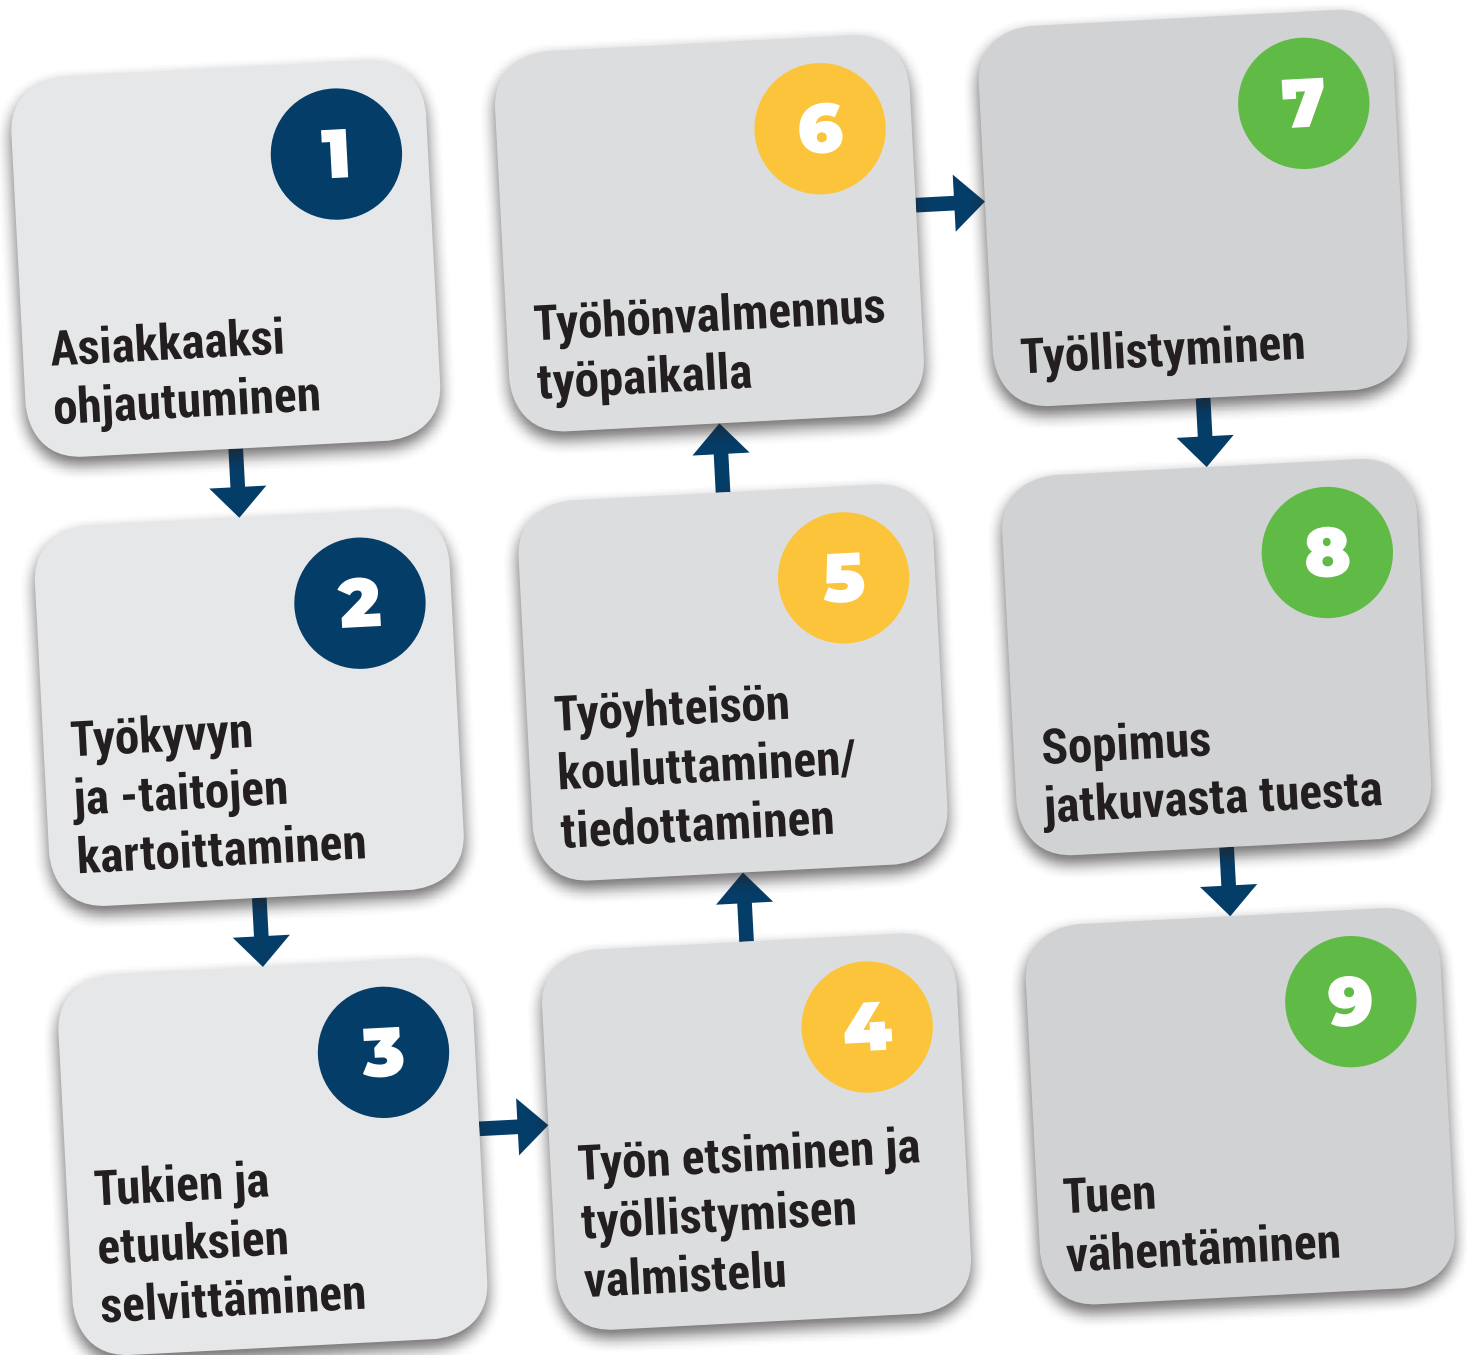 1
Asiakkaaksi
ohjautuminen
2
Työkyvyn
ja -taitojen
kartoittaminen
3
Tukien ja
etuuksien
selvittäminen
4
Työn etsiminen ja
työllistymisen
valmistelu
5
Työyhteisön
kouluttaminen/
tiedottaminen
6
Työhönvalmennus
työpaikalla
7
Työllistyminen
8
Sopimus
jatkuvasta tuesta
9
Tuen
vähentäminen